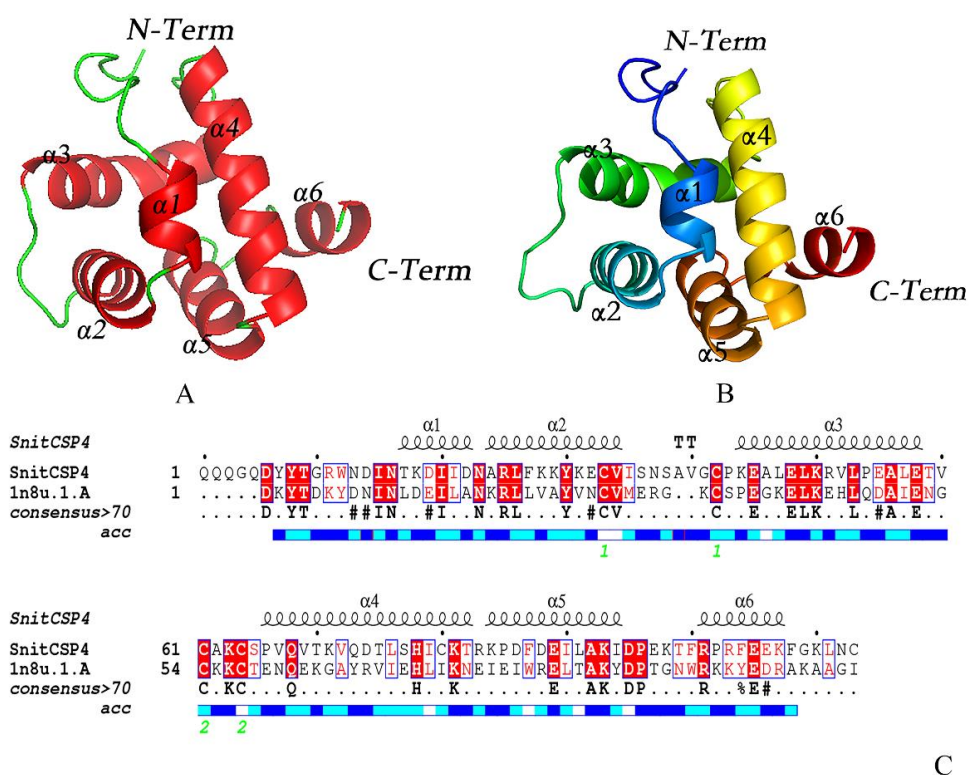 N-Term
α4
α3
α1
α6
C-Term
α2
α5
A
N-Term
α4
α3
α1
α6
C-Term
α2
α5
B
α1 α2 TT α3
SnitCSP4
SnitCSP4 1 QQQGQDYYTGRWNDINTKDIIDNARLFKKYKECVISNSAVGCPKEALELKRVLPEALETV
1n8u.1.A 1 .....DKYTDKYDNINLDEILANKRLLVAYVNCVMERG..KCSPEGKELKEHLQDAIENG
consensus>70 .....D.YT...##IN..#I..N.RL...Y.#CV.......C..E..ELK..L.#A.E..
acc
1 1
α4 α5 α6
SnitCSP4
SnitCSP4 61 CAKCSPVQVTKVQDTLSHICKTRKPDFDEILAKIDPEKTFRPRFEEKFGKLNC
1n8u.1.A 54 CKKCTENQEKGAYRVIEHLIKNEIEIWRELTAKYDPTGNWRKKYEDRAKAAGI
consensus>70 C.KC...Q.........H..K.......E..AK.DP....R..%E#.......
acc
2 2
C